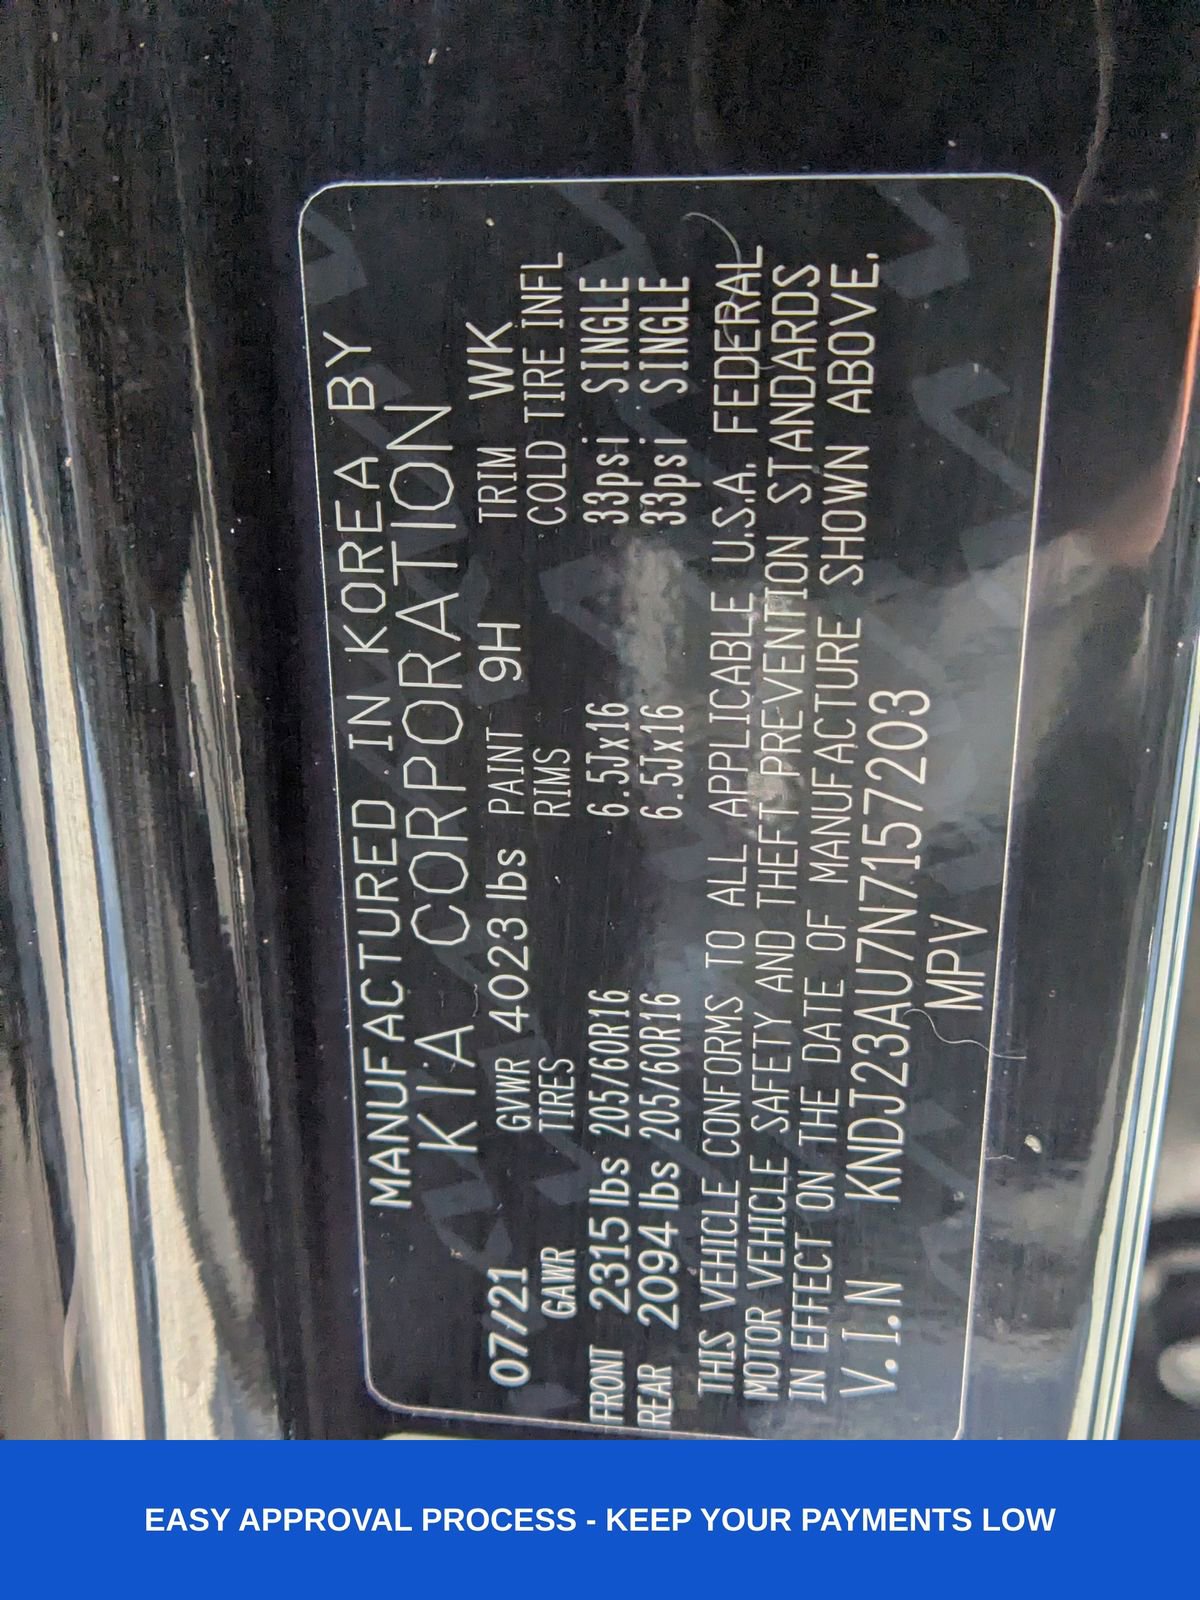 MANUFACTURED IN KOREA BY
KIA CORPORATION
07/21 GVWR 4023 lbs PAINT 9H TRIM WK
GAWR TIRES RIMS COLD TIRE INFL
FRONT 2315 lbs 205/60R16 6.5Jx16 33psi SINGLE
REAR 2094 lbs 205/60R16 6.5Jx16 33psi SINGLE
THIS VEHICLE CONFORMS TO ALL APPLICABLE U.S.A. FEDERAL
MOTOR VEHICLE SAFETY AND THEFT PREVENTION STANDARDS
IN EFFECT ON THE DATE OF MANUFACTURE SHOWN ABOVE.
V.I.N KNDJ23AU7N7157203
MPV
EASY APPROVAL PROCESS - KEEP YOUR PAYMENTS LOW